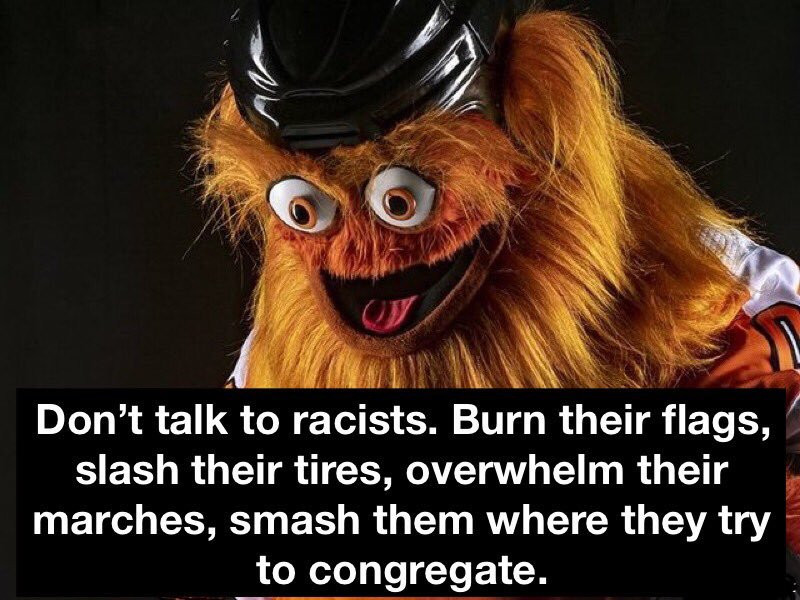 Don’t talk to racists. Burn their flags,
slash their tires, overwhelm their
marches, smash them where they try
to congregate.